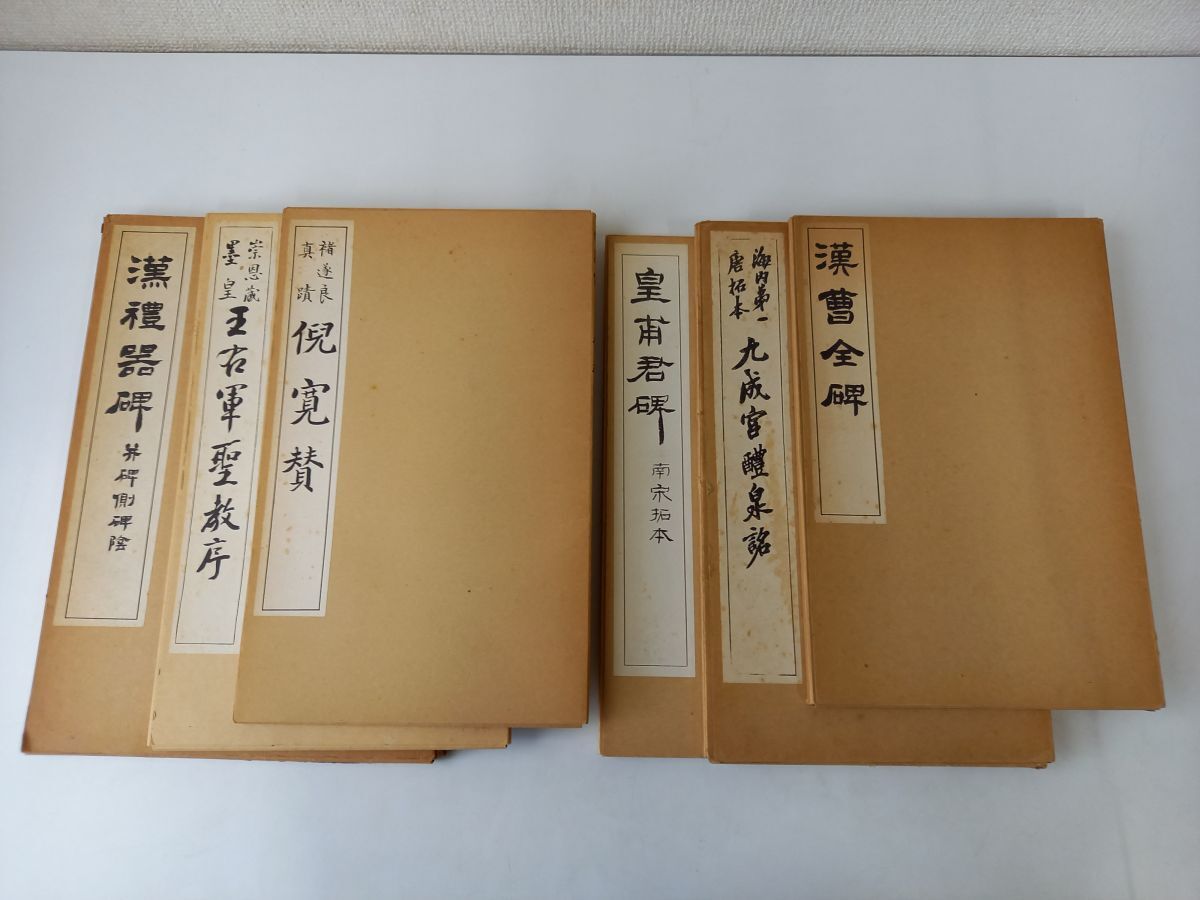 漢禮器碑
并碑側碑陰
崇恩蔵
墨皇
王右軍聖教序
褚遂良
真蹟
倪寛賛
皇甫君碑
南宋拓本
海内第一
唐拓本
九成宮醴泉銘
漢曹全碑